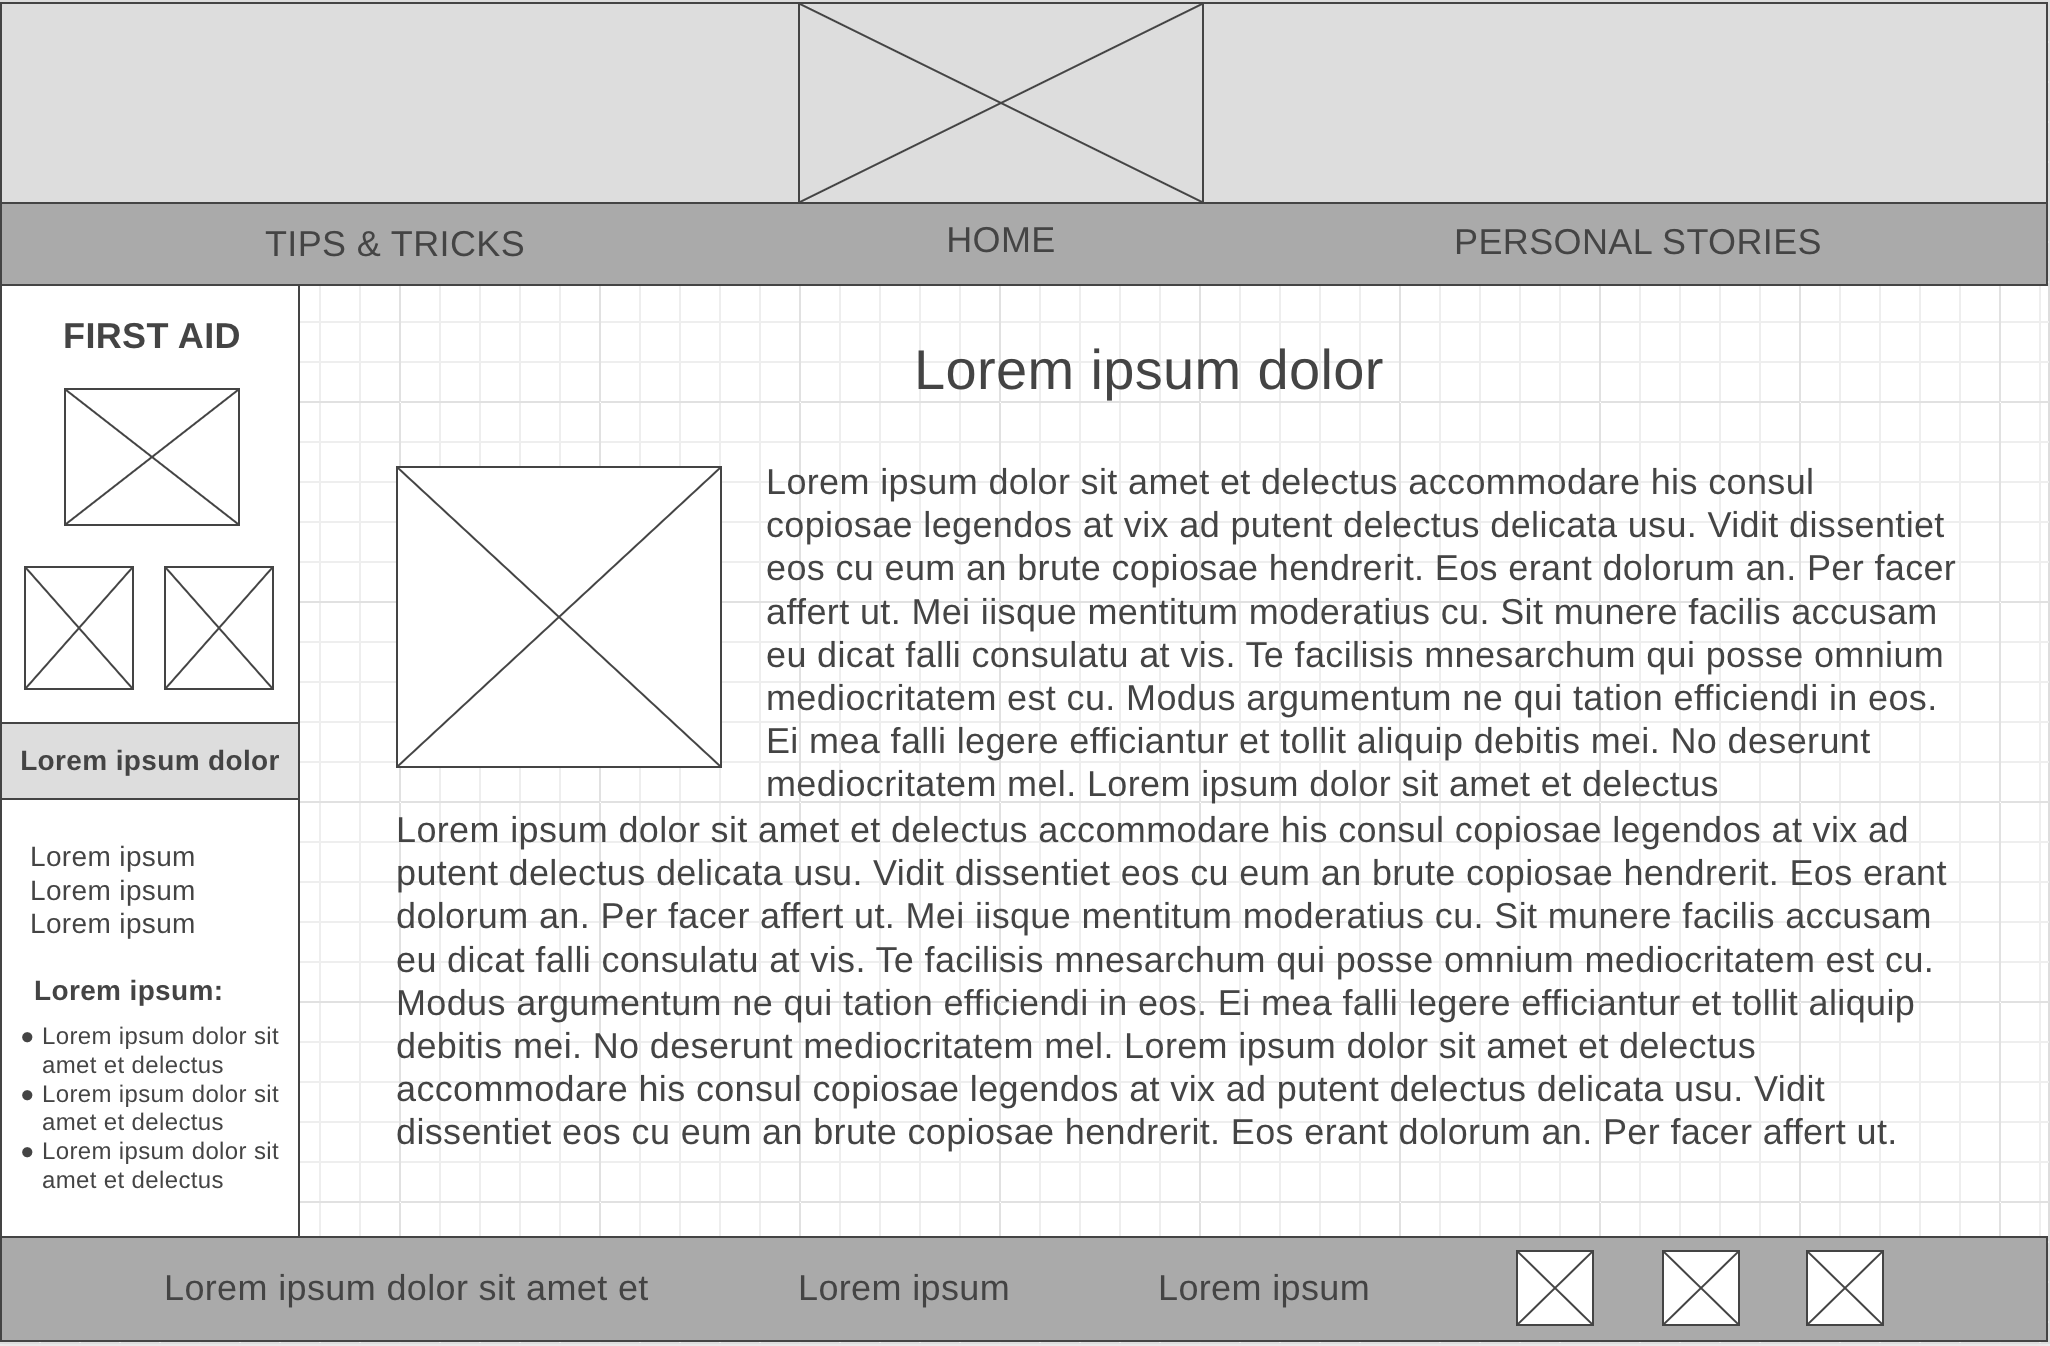 TIPS & TRICKS
HOME
PERSONAL STORIES
FIRST AID
Lorem ipsum dolor
Lorem ipsum
Lorem ipsum
Lorem ipsum
Lorem ipsum:
● Lorem ipsum dolor sit
amet et delectus
● Lorem ipsum dolor sit
amet et delectus
● Lorem ipsum dolor sit
amet et delectus
Lorem ipsum dolor
Lorem ipsum dolor sit amet et delectus accommodare his consul
copiosae legendos at vix ad putent delectus delicata usu. Vidit dissentiet
eos cu eum an brute copiosae hendrerit. Eos erant dolorum an. Per facer
affert ut. Mei iisque mentitum moderatius cu. Sit munere facilis accusam
eu dicat falli consulatu at vis. Te facilisis mnesarchum qui posse omnium
mediocritatem est cu. Modus argumentum ne qui tation efficiendi in eos.
Ei mea falli legere efficiantur et tollit aliquip debitis mei. No deserunt
mediocritatem mel. Lorem ipsum dolor sit amet et delectus
Lorem ipsum dolor sit amet et delectus accommodare his consul copiosae legendos at vix ad
putent delectus delicata usu. Vidit dissentiet eos cu eum an brute copiosae hendrerit. Eos erant
dolorum an. Per facer affert ut. Mei iisque mentitum moderatius cu. Sit munere facilis accusam
eu dicat falli consulatu at vis. Te facilisis mnesarchum qui posse omnium mediocritatem est cu.
Modus argumentum ne qui tation efficiendi in eos. Ei mea falli legere efficiantur et tollit aliquip
debitis mei. No deserunt mediocritatem mel. Lorem ipsum dolor sit amet et delectus
accommodare his consul copiosae legendos at vix ad putent delectus delicata usu. Vidit
dissentiet eos cu eum an brute copiosae hendrerit. Eos erant dolorum an. Per facer affert ut.
Lorem ipsum dolor sit amet et
Lorem ipsum
Lorem ipsum